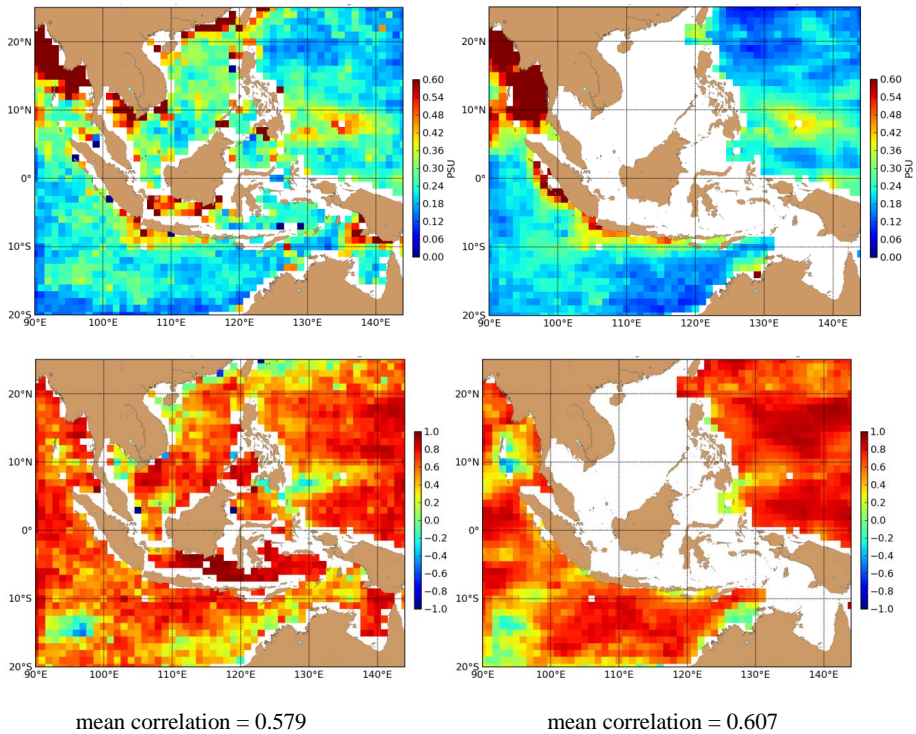 20°N
10°N
0°
10°S
20°S
90°E 100°E 110°E 120°E 130°E 140°E
0.60
0.54
0.48
0.42
0.36
0.30
0.24
0.18
0.12
0.06
0.00
PSU
20°N
10°N
0°
10°S
20°S
90°E 100°E 110°E 120°E 130°E 140°E
0.60
0.54
0.48
0.42
0.36
0.30
0.24
0.18
0.12
0.06
0.00
PSU
20°N
10°N
0°
10°S
20°S
90°E 100°E 110°E 120°E 130°E 140°E
1.0
0.8
0.6
0.4
0.2
0.0
−0.2
−0.4
−0.6
−0.8
−1.0
20°N
10°N
0°
10°S
20°S
90°E 100°E 110°E 120°E 130°E 140°E
1.0
0.8
0.6
0.4
0.2
0.0
−0.2
−0.4
−0.6
−0.8
−1.0
mean correlation = 0.579
mean correlation = 0.607